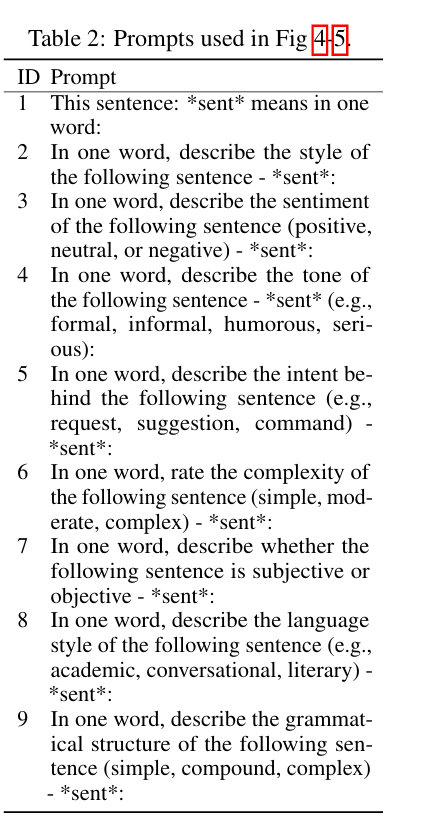 Table 2: Prompts used in Fig 4-5.
ID Prompt
1 This sentence: *sent* means in one
word:
2 In one word, describe the style of
the following sentence - *sent*:
3 In one word, describe the sentiment
of the following sentence (positive,
neutral, or negative) - *sent*:
4 In one word, describe the tone of
the following sentence - *sent* (e.g.,
formal, informal, humorous, seri-
ous):
5 In one word, describe the intent be-
hind the following sentence (e.g.,
request, suggestion, command) -
*sent*:
6 In one word, rate the complexity of
the following sentence (simple, mod-
erate, complex) - *sent*:
7 In one word, describe whether the
following sentence is subjective or
objective - *sent*:
8 In one word, describe the language
style of the following sentence (e.g.,
academic, conversational, literary) -
*sent*:
9 In one word, describe the grammat-
ical structure of the following sen-
tence (simple, compound, complex)
- *sent*: